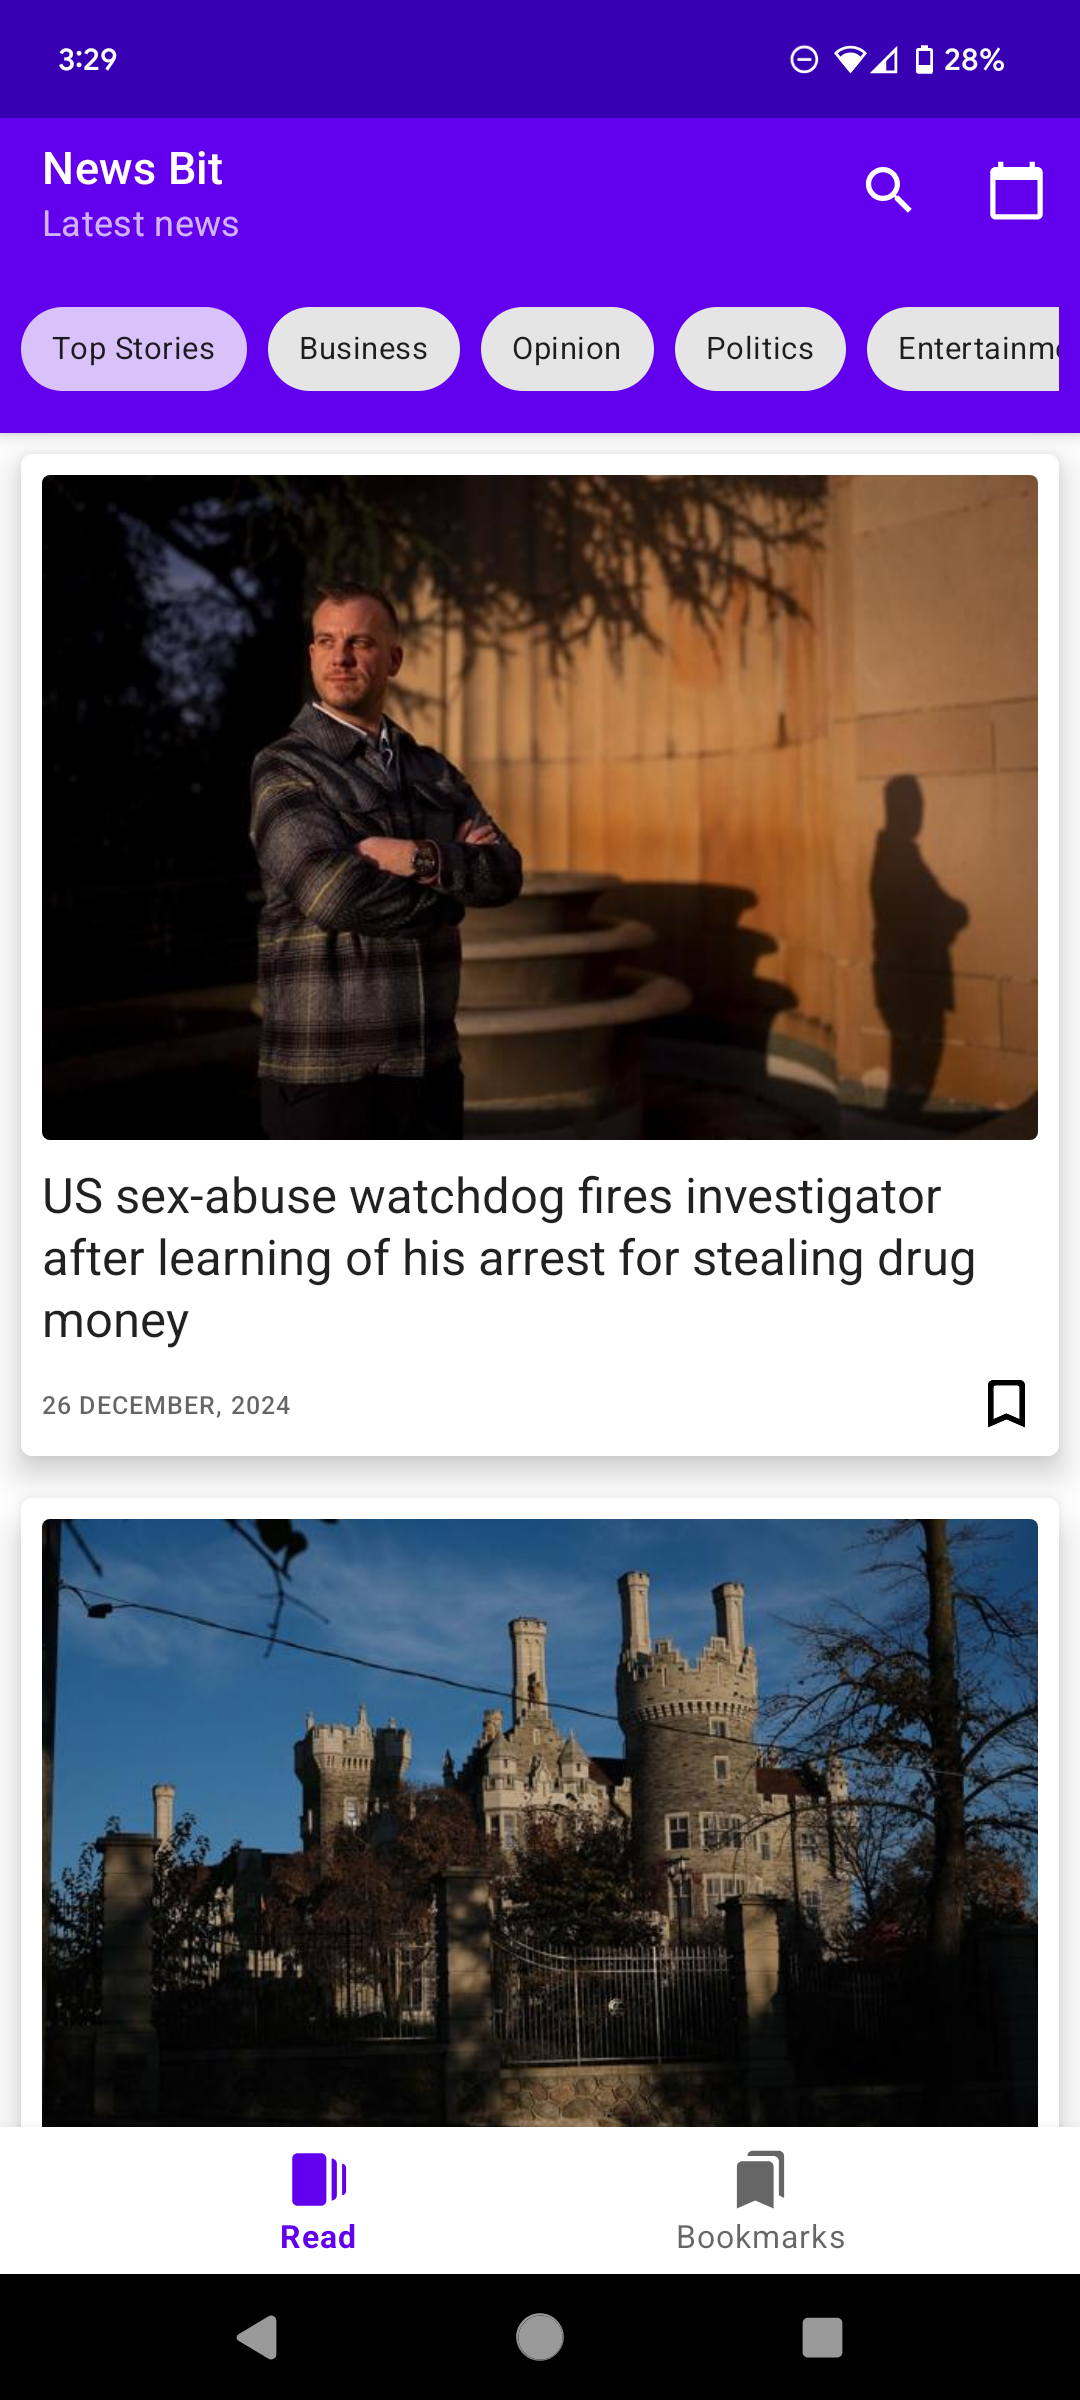 3:29
28%
News Bit
Latest news
Top Stories
Business
Opinion
Politics
Entertainme
US sex-abuse watchdog fires investigator
after learning of his arrest for stealing drug
money
26 DECEMBER, 2024
Read
Bookmarks